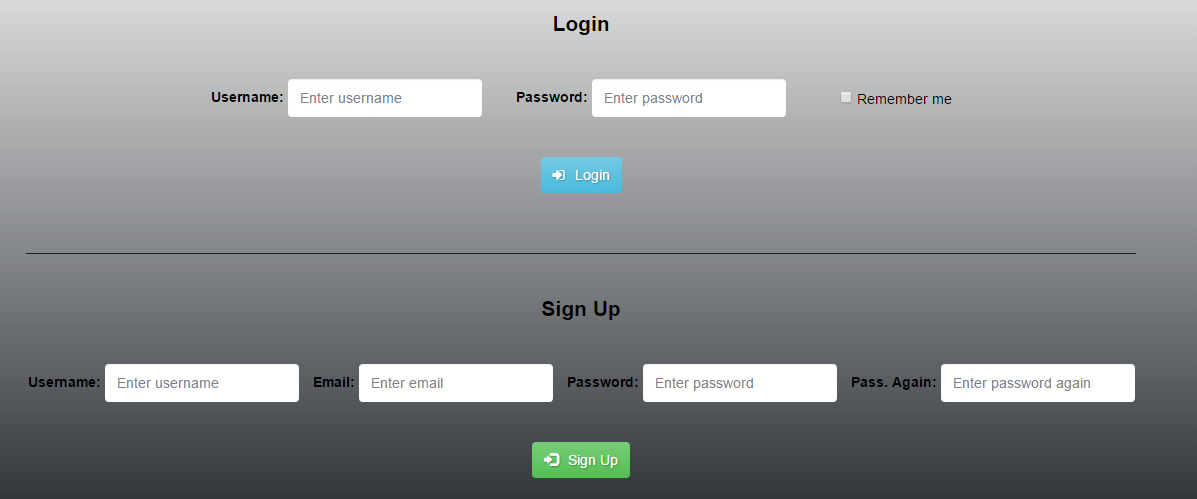 Login
Username: Enter username Password: Enter password Remember me
Login
Sign Up
Username: Enter username Email: Enter email Password: Enter password Pass. Again: Enter password again
Sign Up